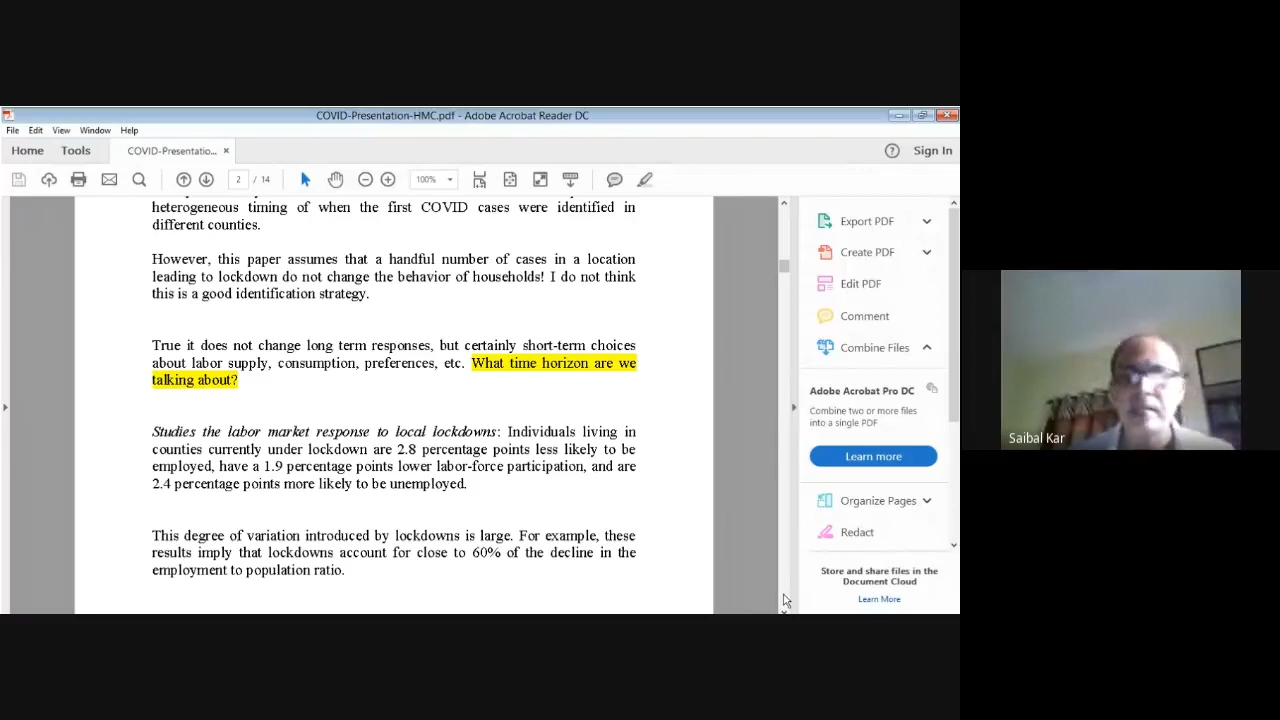 COVID-Presentation-HMC.pdf - Adobe Acrobat Reader DC
File Edit View Window Help
Home Tools COVID-Presentatio... × Sign In
2 / 14 100%
heterogeneous timing of when the first COVID cases were identified in
different counties.
However, this paper assumes that a handful number of cases in a location
leading to lockdown do not change the behavior of households! I do not think
this is a good identification strategy.
True it does not change long term responses, but certainly short-term choices
about labor supply, consumption, preferences, etc. What time horizon are we
talking about?
Studies the labor market response to local lockdowns: Individuals living in
counties currently under lockdown are 2.8 percentage points less likely to be
employed, have a 1.9 percentage points lower labor-force participation, and are
2.4 percentage points more likely to be unemployed.
This degree of variation introduced by lockdowns is large. For example, these
results imply that lockdowns account for close to 60% of the decline in the
employment to population ratio.
Export PDF
Create PDF
Edit PDF
Comment
Combine Files
Adobe Acrobat Pro DC
Combine two or more files
into a single PDF
Learn more
Organize Pages
Redact
Store and share files in the
Document Cloud
Learn More
Saibal Kar